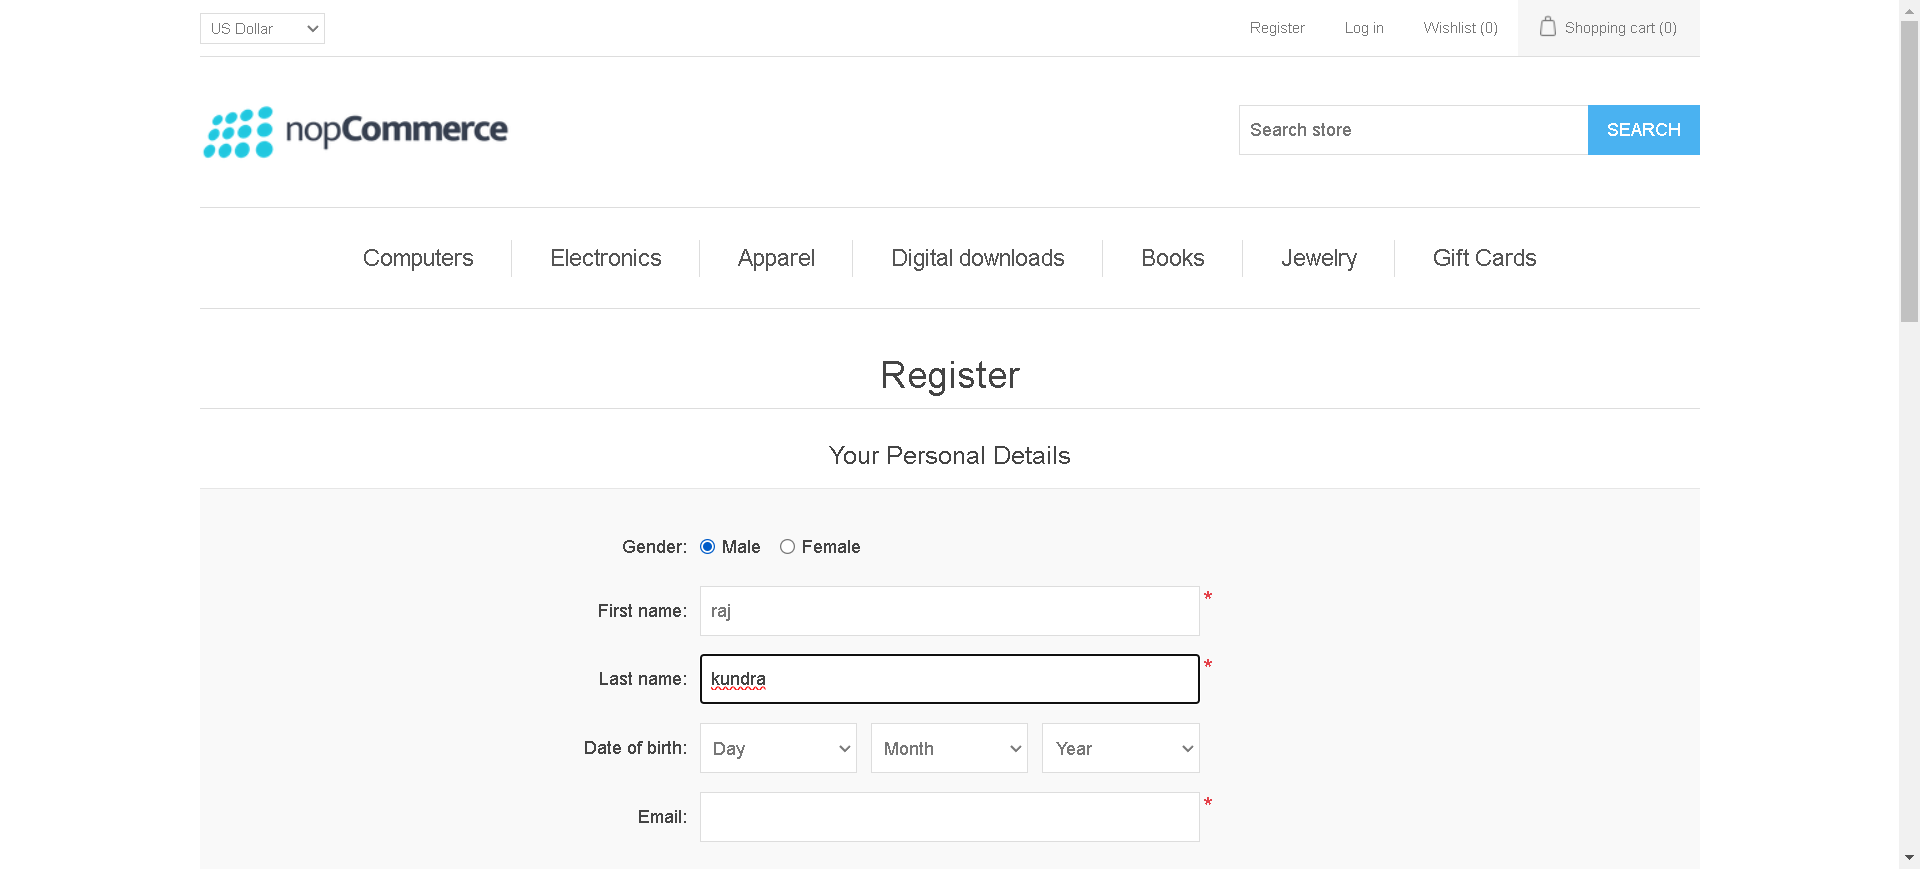 US Dollar Register Log in Wishlist (0) Shopping cart (0)
nopCommerce Search store SEARCH
Computers Electronics Apparel Digital downloads Books Jewelry Gift Cards
Register
Your Personal Details
Gender: Male Female
First name: raj *
Last name: kundra *
Date of birth: Day Month Year
Email: *